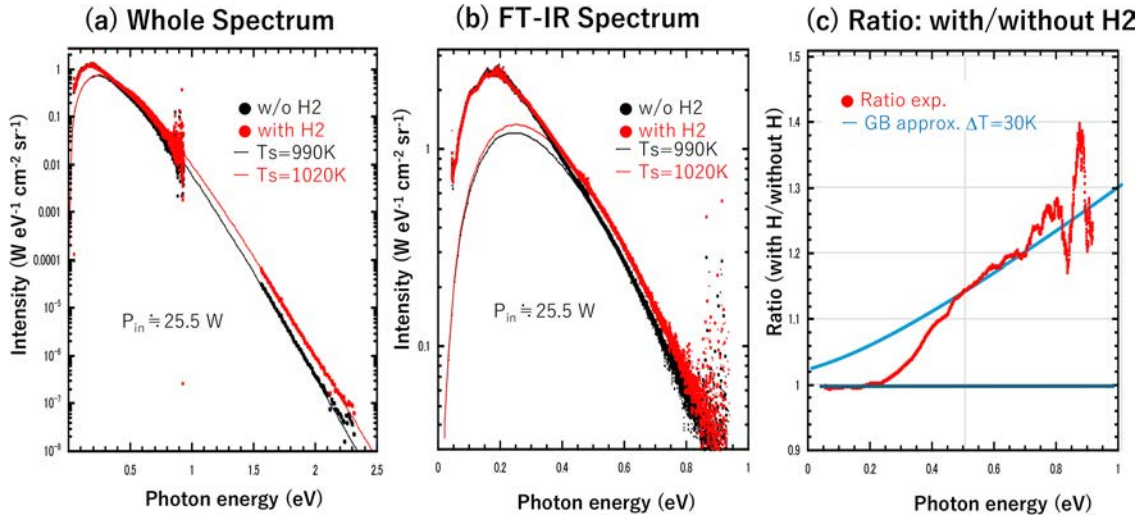 (a) Whole Spectrum
Intensity (W eV⁻¹ cm⁻² sr⁻¹)
1
0.1
0.01
0.001
0.0001
10⁻⁵
10⁻⁶
10⁻⁷
10⁻⁸
w/o H2
with H2
Ts=990K
Ts=1020K
P_in ≒ 25.5 W
0.5 1 1.5 2 2.5
Photon energy (eV)
(b) FT-IR Spectrum
Intensity (W eV⁻¹ cm⁻² sr⁻¹)
1
0.1
w/o H2
with H2
Ts=990K
Ts=1020K
P_in ≒ 25.5 W
0 0.2 0.4 0.6 0.8 1
Photon energy (eV)
(c) Ratio: with/without H2
Ratio (with H/without H)
1.5
1.4
1.3
1.2
1.1
1
0.9
Ratio exp.
GB approx. ΔT=30K
0 0.2 0.4 0.6 0.8 1
Photon energy (eV)